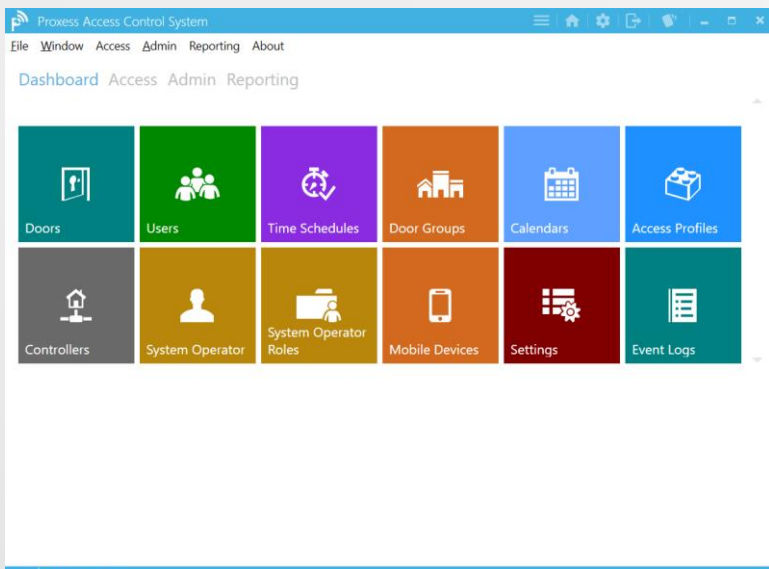 Proxess Access Control System
File Window Access Admin Reporting About
Dashboard Access Admin Reporting
Doors
Users
Time Schedules
Door Groups
Calendars
Access Profiles
Controllers
System Operator
System Operator
Roles
Mobile Devices
Settings
Event Logs